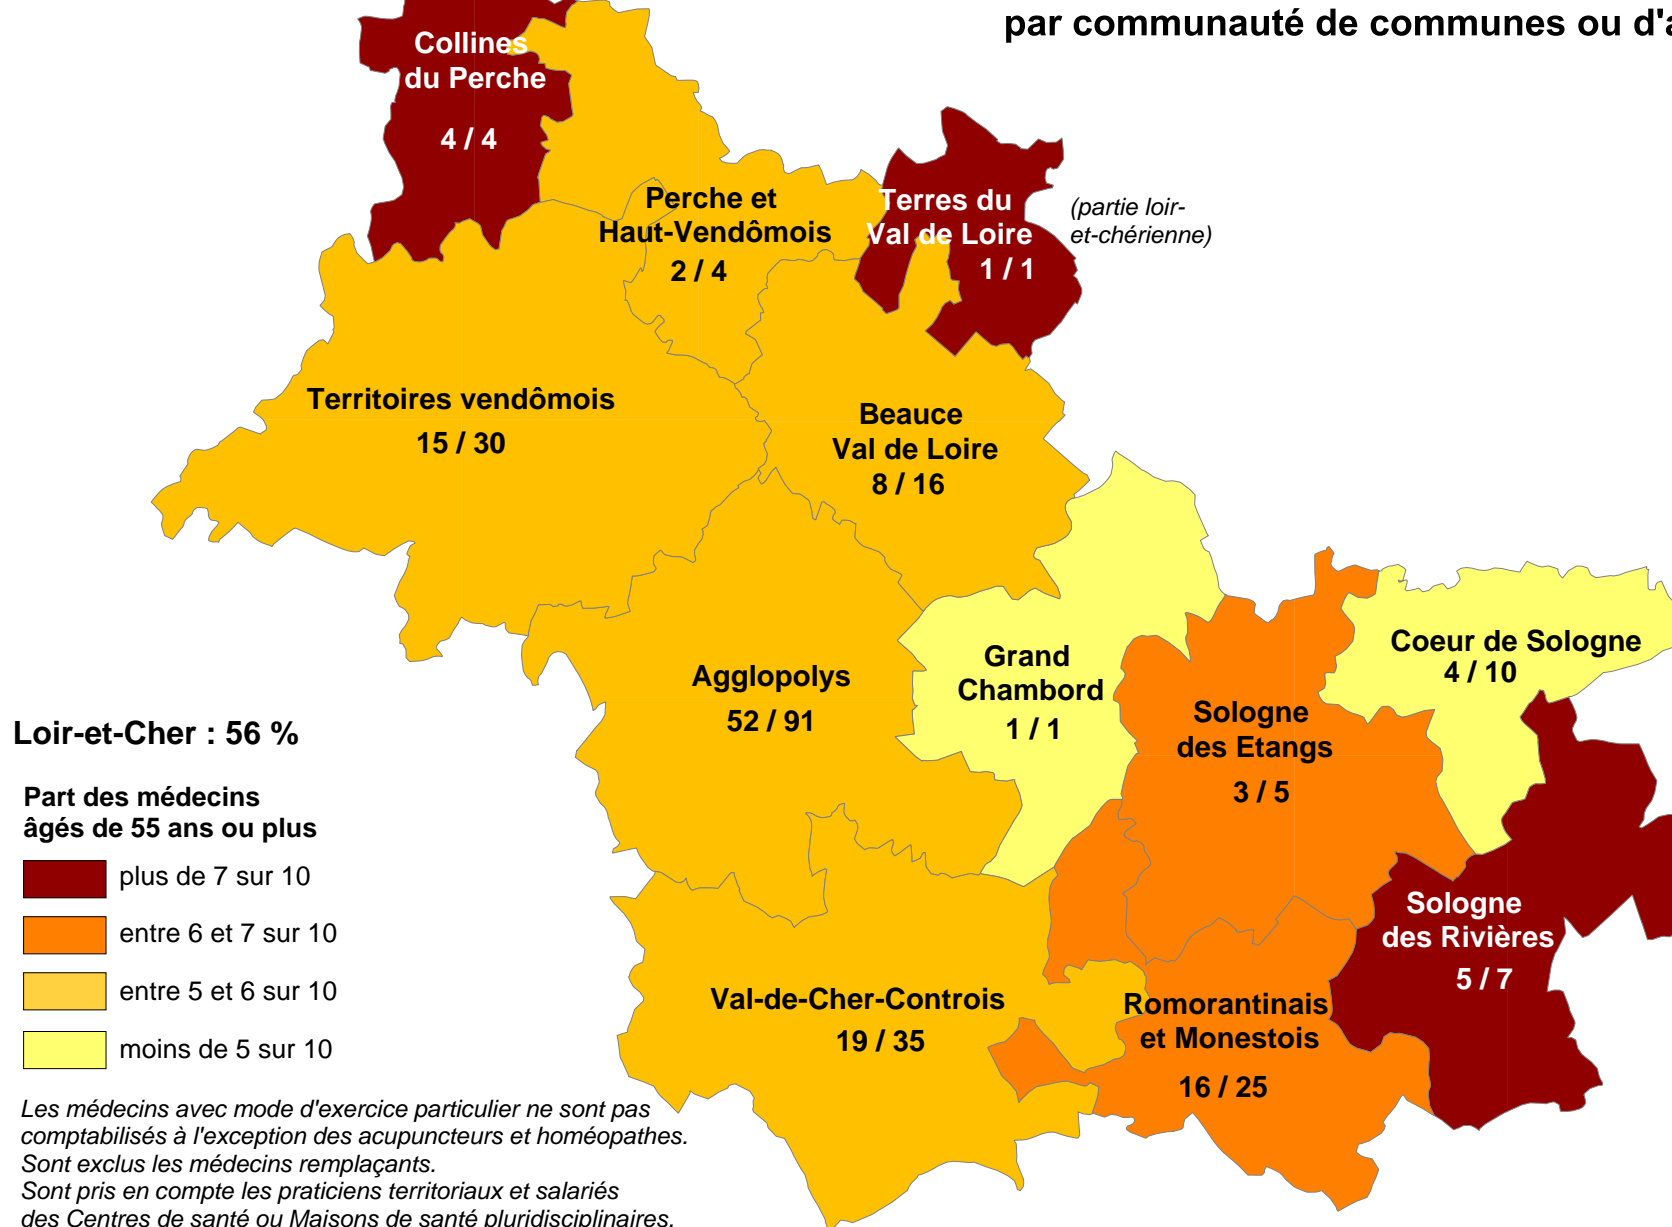 par communauté de communes ou d'a
Collines
du Perche
4 / 4
Perche et
Haut-Vendômois
2 / 4
Terres du
Val de Loire
1 / 1
(partie loir-
et-chérienne)
Territoires vendômois
15 / 30
Beauce
Val de Loire
8 / 16
Agglopolys
52 / 91
Grand
Chambord
1 / 1
Coeur de Sologne
4 / 10
Sologne
des Etangs
3 / 5
Sologne
des Rivières
5 / 7
Val-de-Cher-Controis
19 / 35
Romorantinais
et Monestois
16 / 25
Loir-et-Cher : 56 %
Part des médecins
âgés de 55 ans ou plus
plus de 7 sur 10
entre 6 et 7 sur 10
entre 5 et 6 sur 10
moins de 5 sur 10
Les médecins avec mode d'exercice particulier ne sont pas
comptabilisés à l'exception des acupuncteurs et homéopathes.
Sont exclus les médecins remplaçants.
Sont pris en compte les praticiens territoriaux et salariés
des Centres de santé ou Maisons de santé pluridisciplinaires.